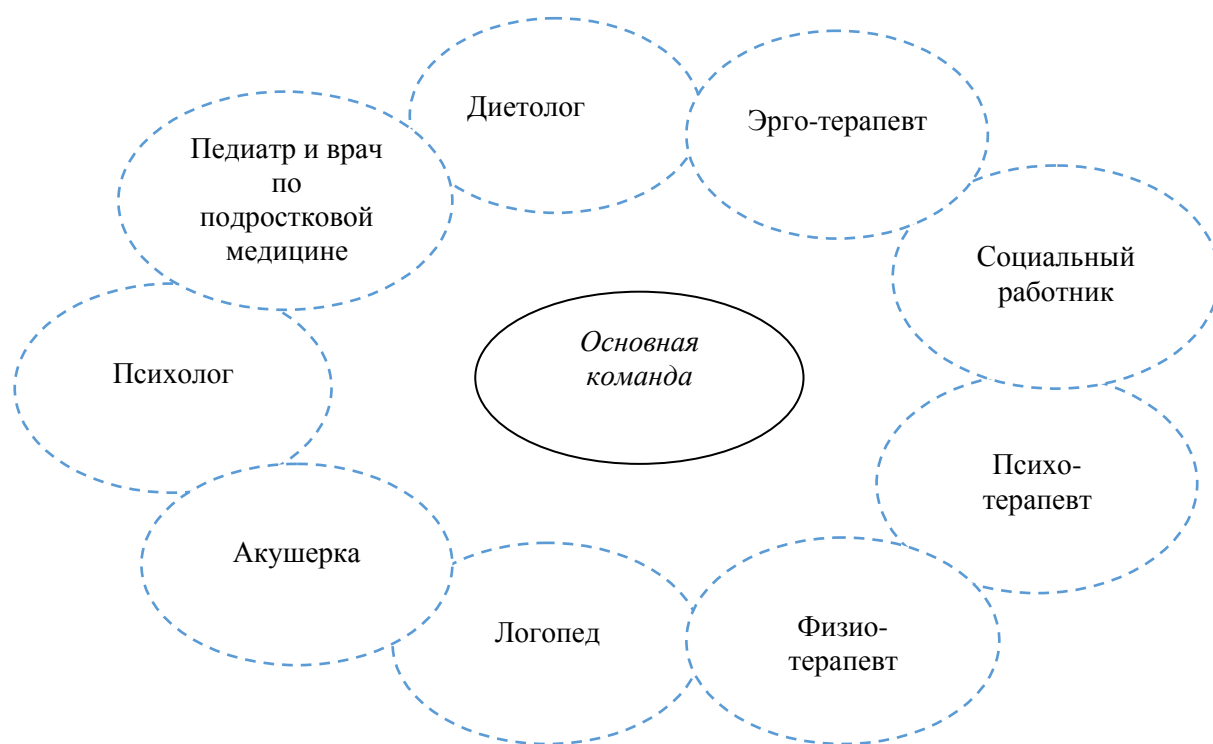 Диетолог
Эрго-терапевт
Педиатр и врач
по
подростковой
медицине
Социальный
работник
Основная
команда
Психолог
Психо-
терапевт
Акушерка
Логопед
Физио-
терапевт